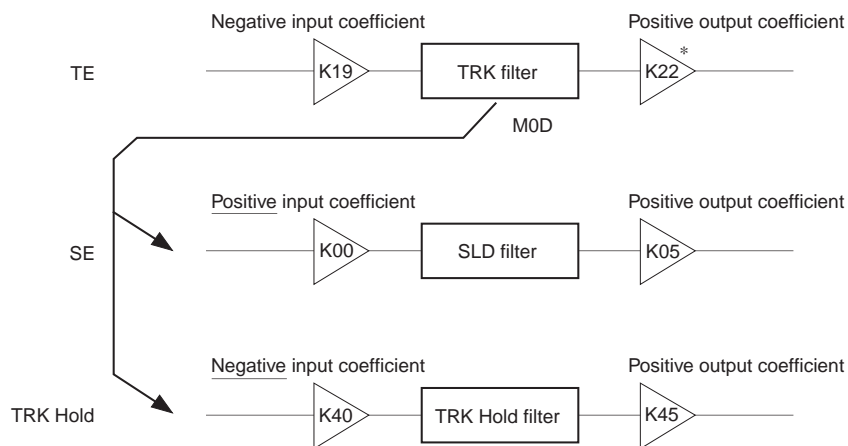 Negative input coefficient
Positive output coefficient
TE
K19
TRK filter
K22
*
M0D
Positive input coefficient
Positive output coefficient
SE
K00
SLD filter
K05
Negative input coefficient
Positive output coefficient
TRK Hold
K40
TRK Hold filter
K45